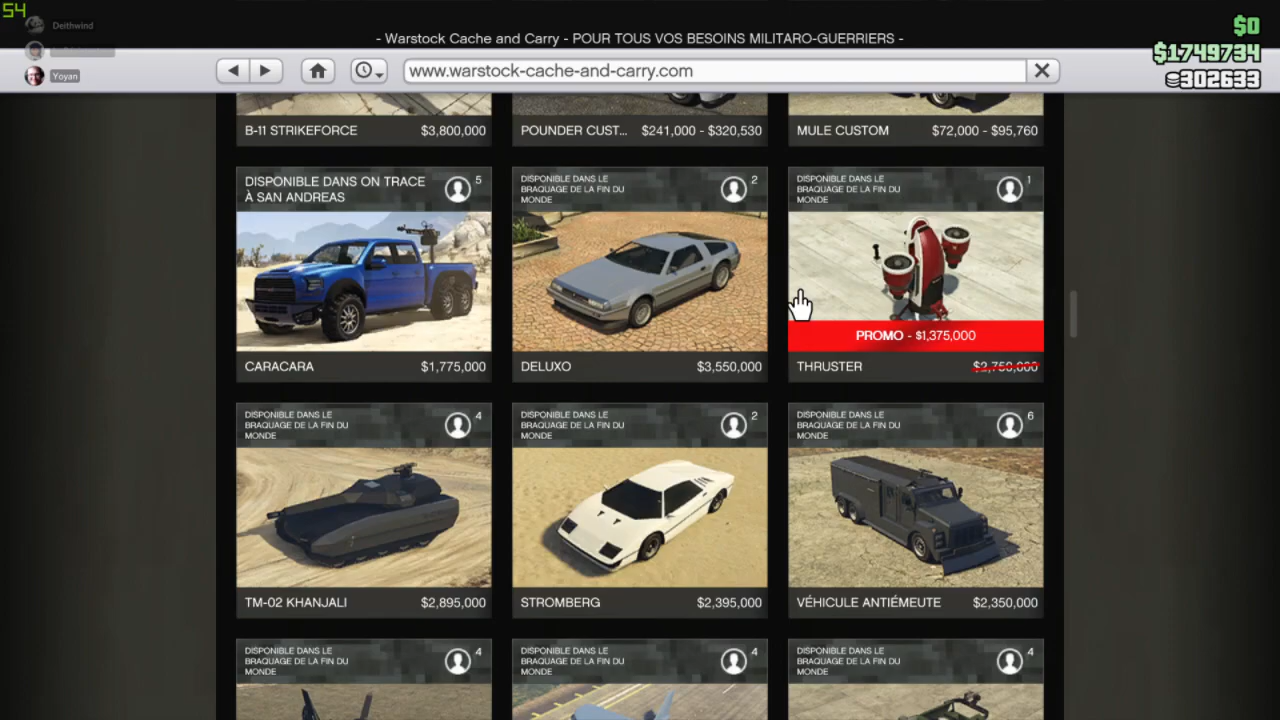 54
Deithwind
$0
- Warstock Cache and Carry - POUR TOUS VOS BESOINS MILITARO-GUERRIERS -
$1749734
Yoyan
www.warstock-cache-and-carry.com
302633
B-11 STRIKEFORCE $3,800,000
POUNDER CUST... $241,000 - $320,530
MULE CUSTOM $72,000 - $95,760
DISPONIBLE DANS ON TRACE
À SAN ANDREAS
5
DISPONIBLE DANS LE
BRAQUAGE DE LA FIN DU
MONDE
2
DISPONIBLE DANS LE
BRAQUAGE DE LA FIN DU
MONDE
1
PROMO - $1,375,000
CARACARA $1,775,000
DELUXO $3,550,000
THRUSTER $2,750,000
DISPONIBLE DANS LE
BRAQUAGE DE LA FIN DU
MONDE
4
DISPONIBLE DANS LE
BRAQUAGE DE LA FIN DU
MONDE
2
DISPONIBLE DANS LE
BRAQUAGE DE LA FIN DU
MONDE
6
TM-02 KHANJALI $2,895,000
STROMBERG $2,395,000
VÉHICULE ANTIÉMEUTE $2,350,000
DISPONIBLE DANS LE
BRAQUAGE DE LA FIN DU
MONDE
4
DISPONIBLE DANS LE
BRAQUAGE DE LA FIN DU
MONDE
4
DISPONIBLE DANS LE
BRAQUAGE DE LA FIN DU
MONDE
4